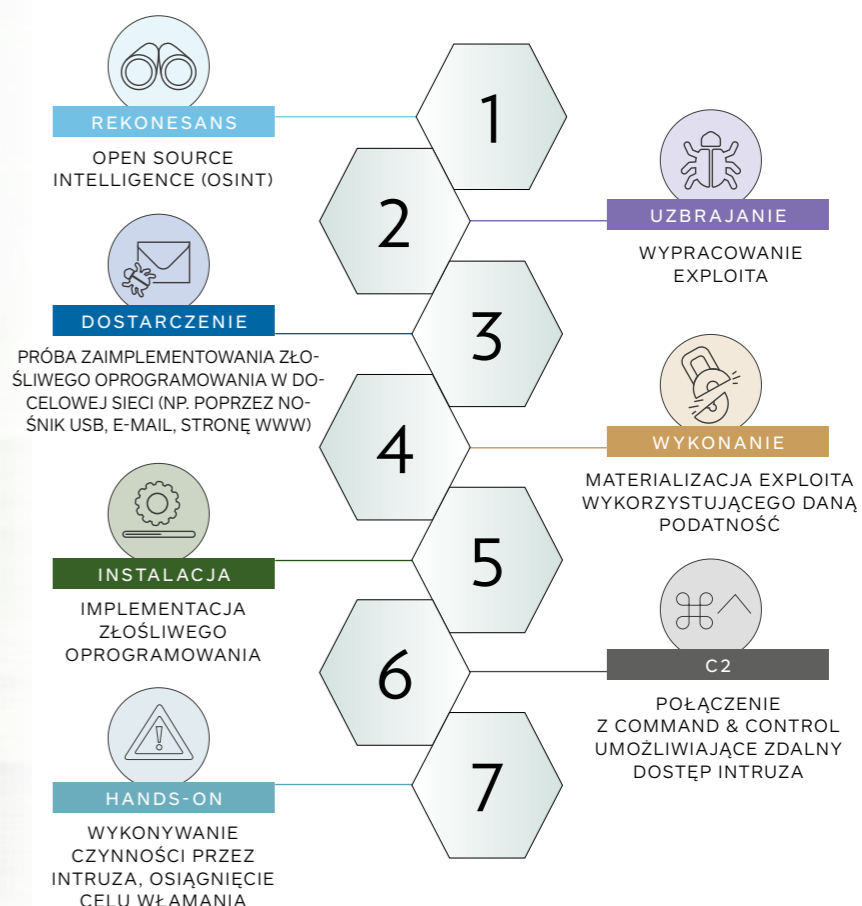 1
REKONESANS
OPEN SOURCE
INTELLIGENCE (OSINT)
2
UZBRAJANIE
WYPRACOWANIE
EXPLOITA
3
DOSTARCZENIE
PRÓBA ZAIMPLEMENTOWANIA ZŁO-
ŚLIWEGO OPROGRAMOWANIA W DO-
CELOWEJ SIECI (NP. POPRZEZ NO-
ŚNIK USB, E-MAIL, STRONĘ WWW)
4
WYKONANIE
MATERIALIZACJA EXPLOITA
WYKORZYSTUJĄCEGO DANĄ
PODATNOŚĆ
5
INSTALACJA
IMPLEMENTACJA
ZŁOŚLIWEGO
OPROGRAMOWANIA
6
C2
POŁĄCZENIE
Z COMMAND & CONTROL
UMOŻLIWIAJĄCE ZDALNY
DOSTĘP INTRUZA
7
HANDS-ON
WYKONYWANIE
CZYNNOŚCI PRZEZ
INTRUZA, OSIĄGNIĘCIE
CELU WŁAMANIA